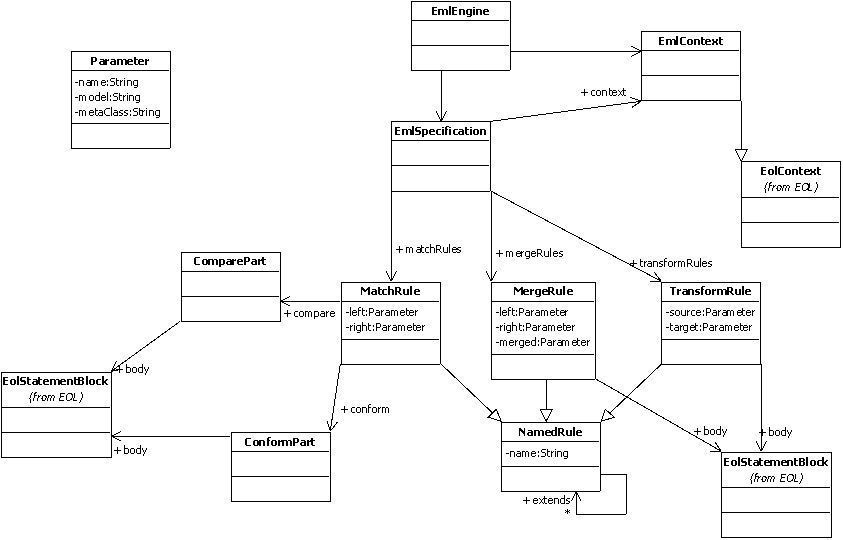 EmlEngine
EmlContext
Parameter
-name:String
-model:String
-metaClass:String
+ context
EmlSpecification
EolContext
(from EOL)
+ matchRules
+ mergeRules
+ transformRules
ComparePart
MatchRule
-left:Parameter
-right:Parameter
MergeRule
-left:Parameter
-right:Parameter
-merged:Parameter
TransformRule
-source:Parameter
-target:Parameter
+ compare
+ body
EolStatementBlock
(from EOL)
+ conform
+ body
ConformPart
NamedRule
-name:String
+ body
+ body
EolStatementBlock
(from EOL)
+ extends
*